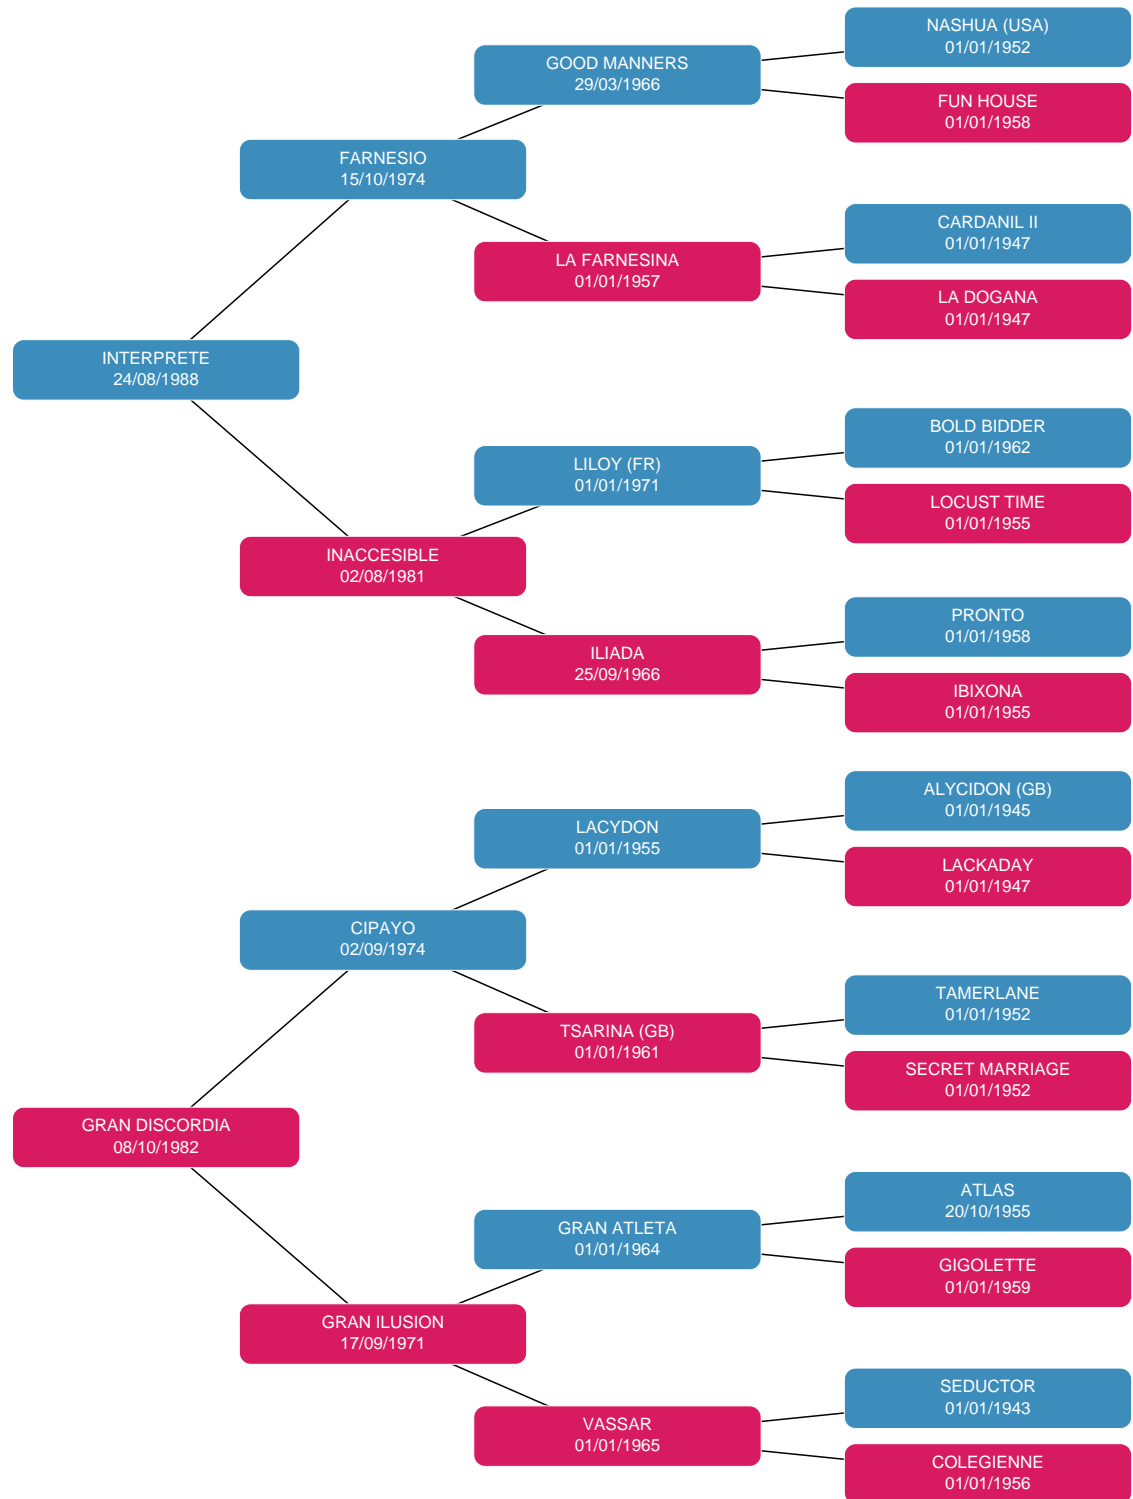 NASHUA (USA)
01/01/1952
GOOD MANNERS
29/03/1966
FUN HOUSE
01/01/1958
FARNESIO
15/10/1974
CARDANIL II
01/01/1947
LA FARNESINA
01/01/1957
LA DOGANA
01/01/1947
INTERPRETE
24/08/1988
BOLD BIDDER
01/01/1962
LILOY (FR)
01/01/1971
LOCUST TIME
01/01/1955
INACCESIBLE
02/08/1981
PRONTO
01/01/1958
ILIADA
25/09/1966
IBIXONA
01/01/1955
ALYCIDON (GB)
01/01/1945
LACYDON
01/01/1955
LACKADAY
01/01/1947
CIPAYO
02/09/1974
TAMERLANE
01/01/1952
TSARINA (GB)
01/01/1961
SECRET MARRIAGE
01/01/1952
GRAN DISCORDIA
08/10/1982
ATLAS
20/10/1955
GRAN ATLETA
01/01/1964
GIGOLETTE
01/01/1959
GRAN ILUSION
17/09/1971
SEDUCTOR
01/01/1943
VASSAR
01/01/1965
COLEGIENNE
01/01/1956